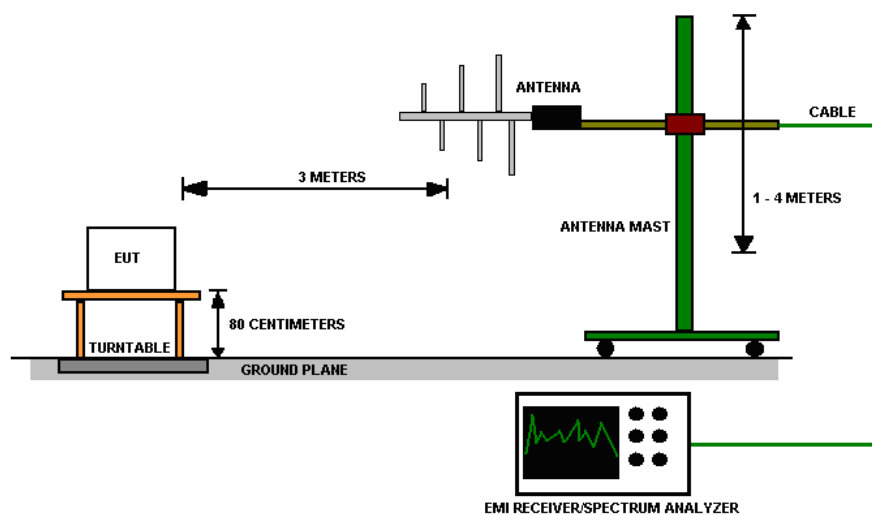 ANTENNA
CABLE
3 METERS
1 - 4 METERS
ANTENNA MAST
EUT
80 CENTIMETERS
TURNTABLE
GROUND PLANE
EMI RECEIVER/SPECTRUM ANALYZER